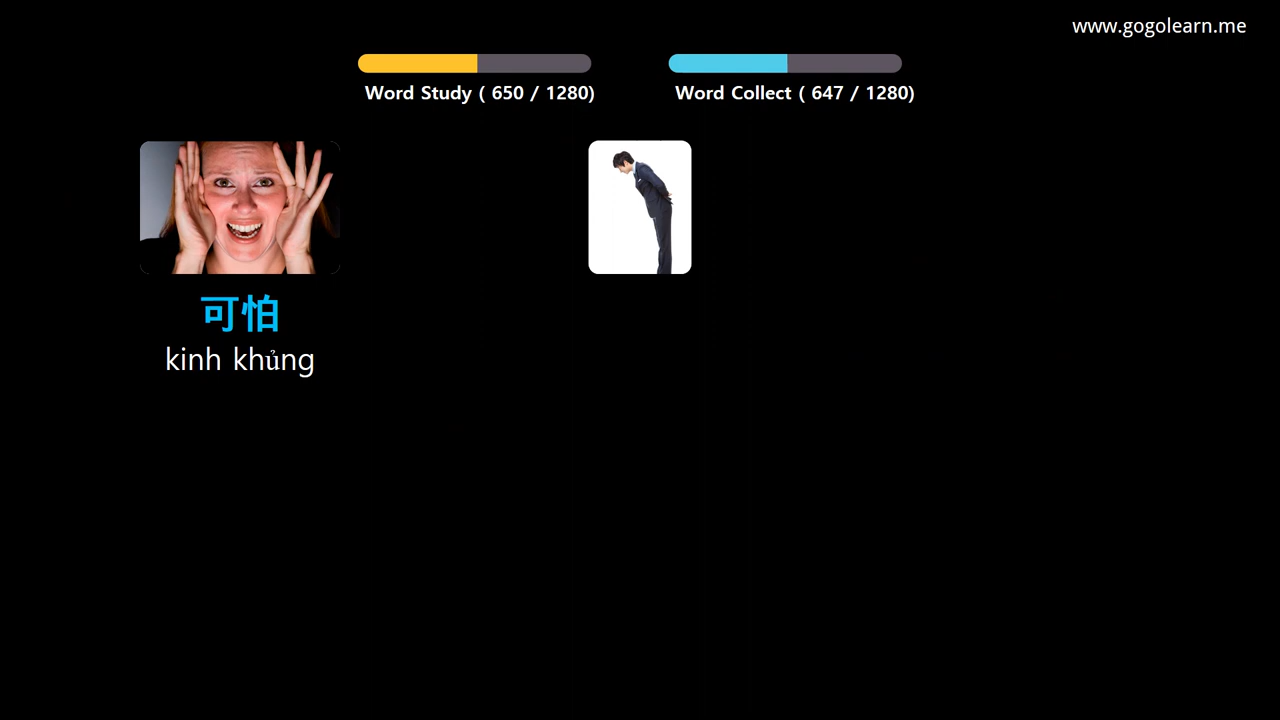 www.gogolearn.me
Word Study ( 650 / 1280)
Word Collect ( 647 / 1280)
可怕
kinh khủng